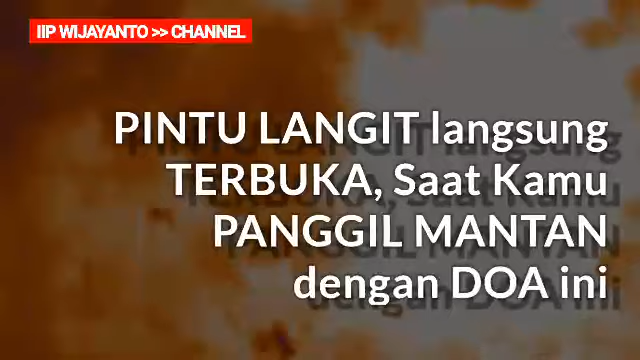 IIP WIJAYANTO >> CHANNEL
PINTU LANGIT langsung
TERBUKA, Saat Kamu
PANGGIL MANTAN
dengan DOA ini